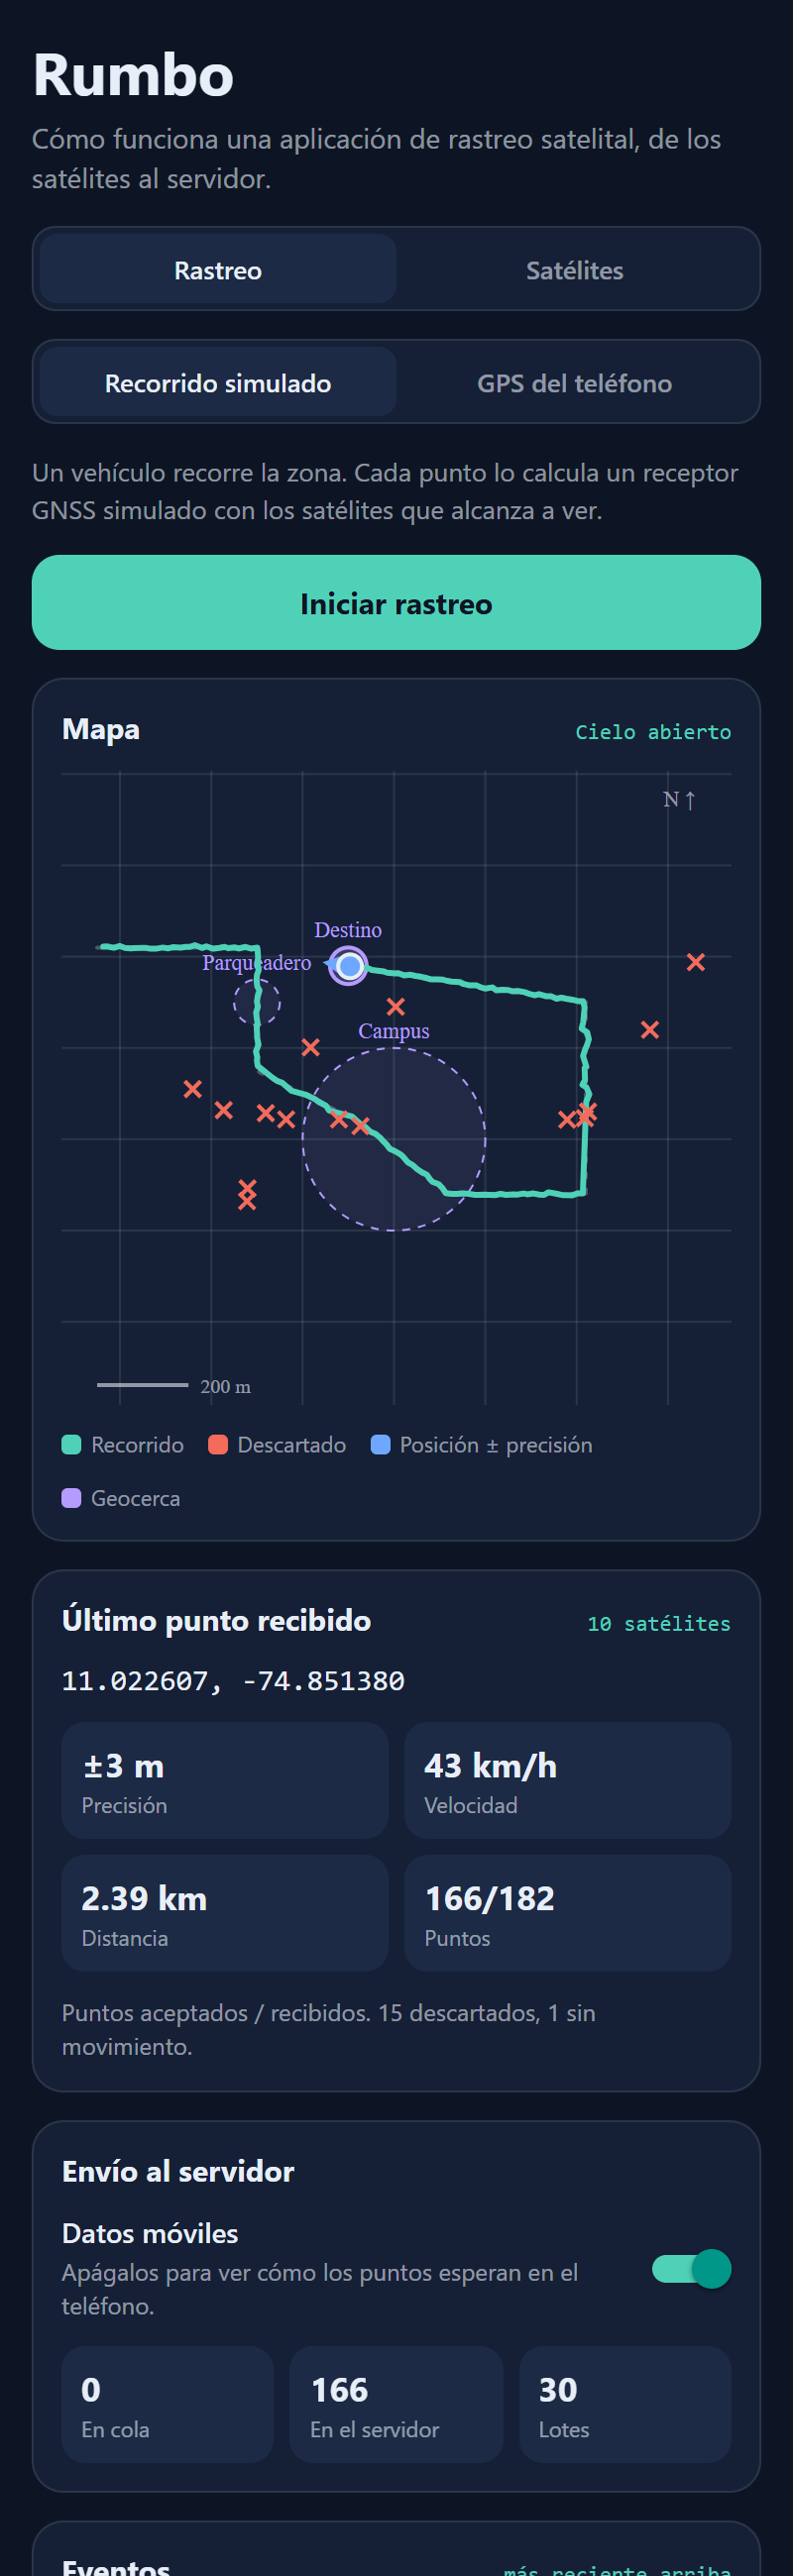 Rumbo
Cómo funciona una aplicación de rastreo satelital, de los
satélites al servidor.
Rastreo
Satélites
Recorrido simulado
GPS del teléfono
Un vehículo recorre la zona. Cada punto lo calcula un receptor
GNSS simulado con los satélites que alcanza a ver.
Iniciar rastreo
Mapa
Cielo abierto
N ↑
Destino
Parqueadero
Campus
200 m
Recorrido
Descartado
Posición ± precisión
Geocerca
Último punto recibido
10 satélites
11.022607, -74.851380
±3 m
Precisión
43 km/h
Velocidad
2.39 km
Distancia
166/182
Puntos
Puntos aceptados / recibidos. 15 descartados, 1 sin
movimiento.
Envío al servidor
Datos móviles
Apágalos para ver cómo los puntos esperan en el
teléfono.
0
En cola
166
En el servidor
30
Lotes
Eventos
más reciente arriba